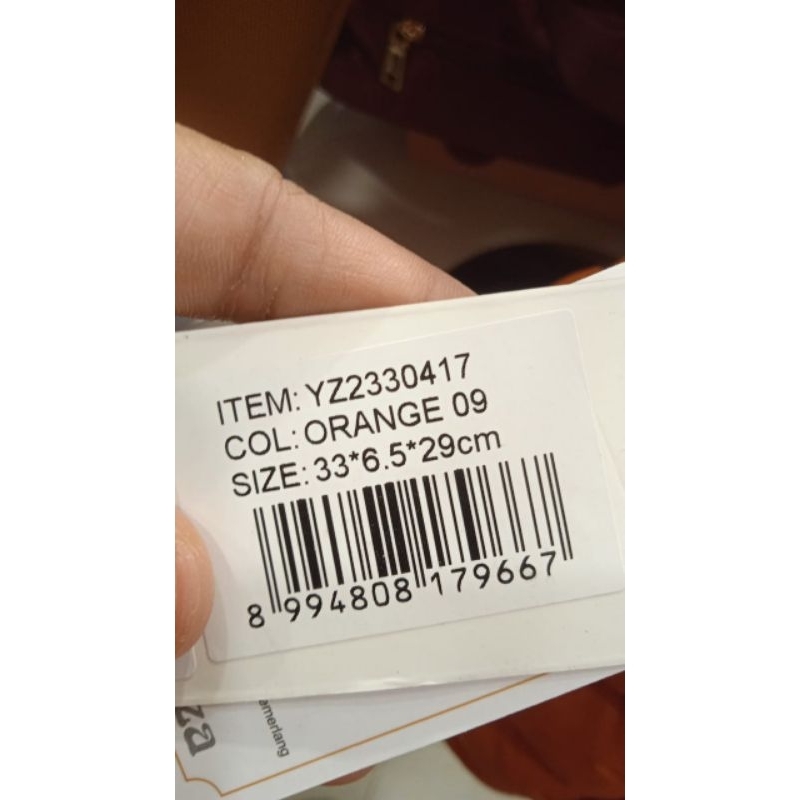 ITEM: YZ2330417
COL: ORANGE 09
SIZE: 33*6.5*29cm
8 994808 179667